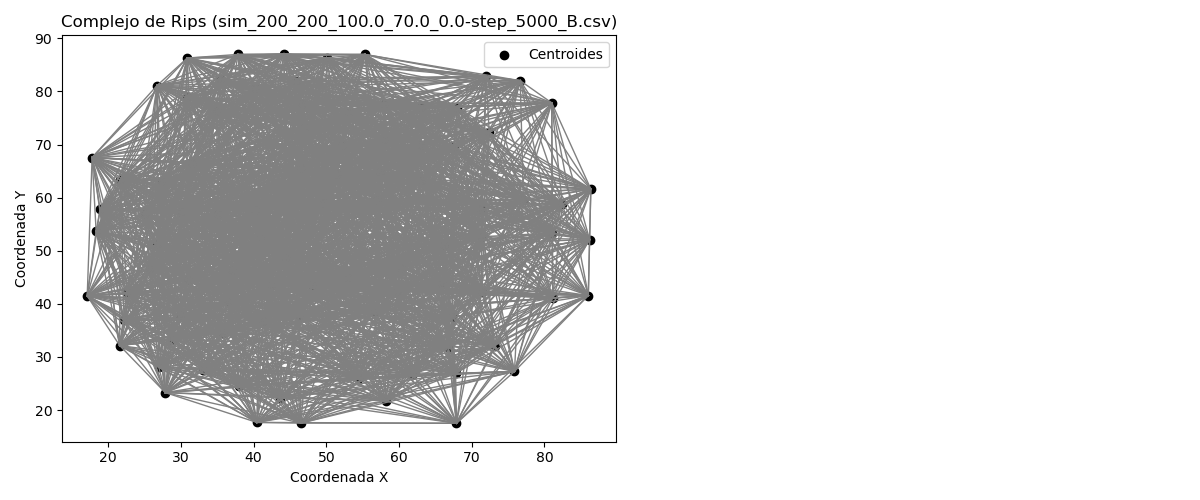 Complejo de Rips (sim_200_200_100.0_70.0_0.0-step_5000_B.csv)
Centroides
90
80
70
60
50
40
30
20
Coordenada Y
20 30 40 50 60 70 80
Coordenada X